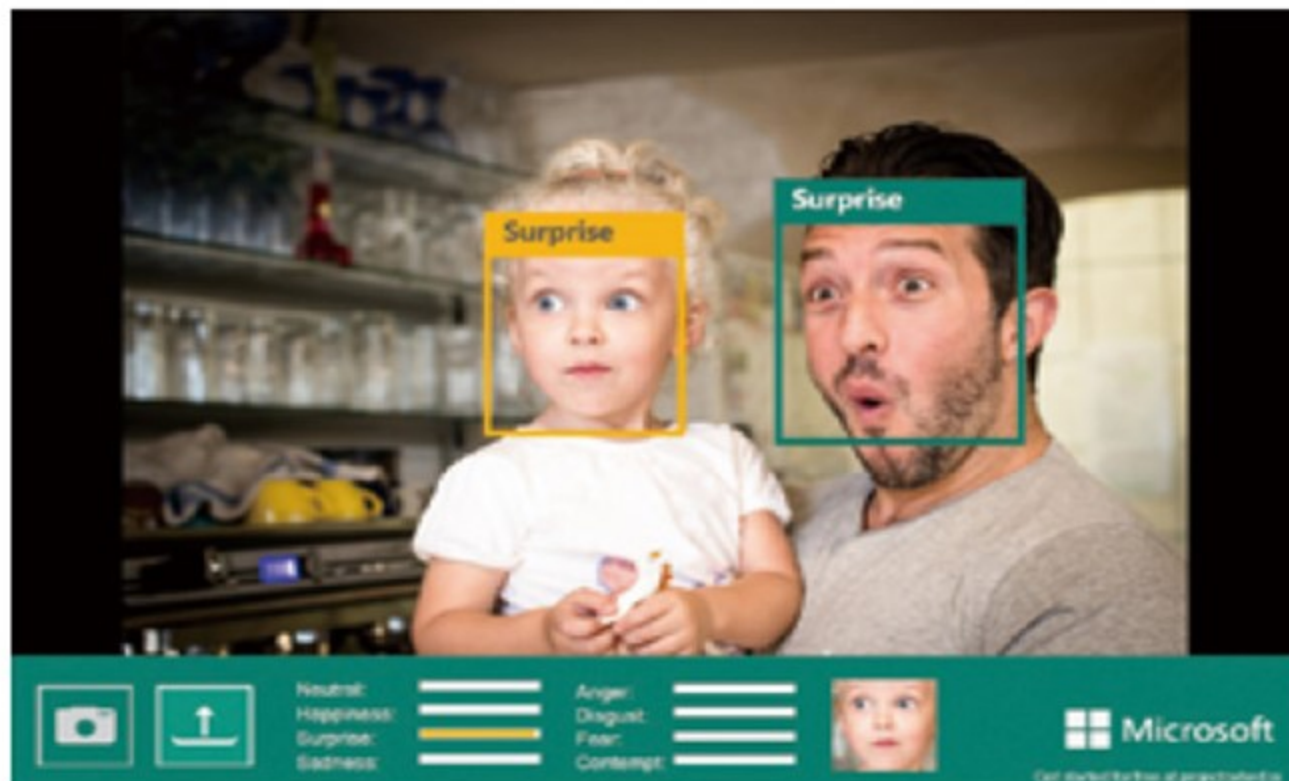 Surprise
Surprise
Neutral:
Happiness:
Surprise:
Sadness:
Anger:
Disgust:
Fear:
Contempt:
Microsoft